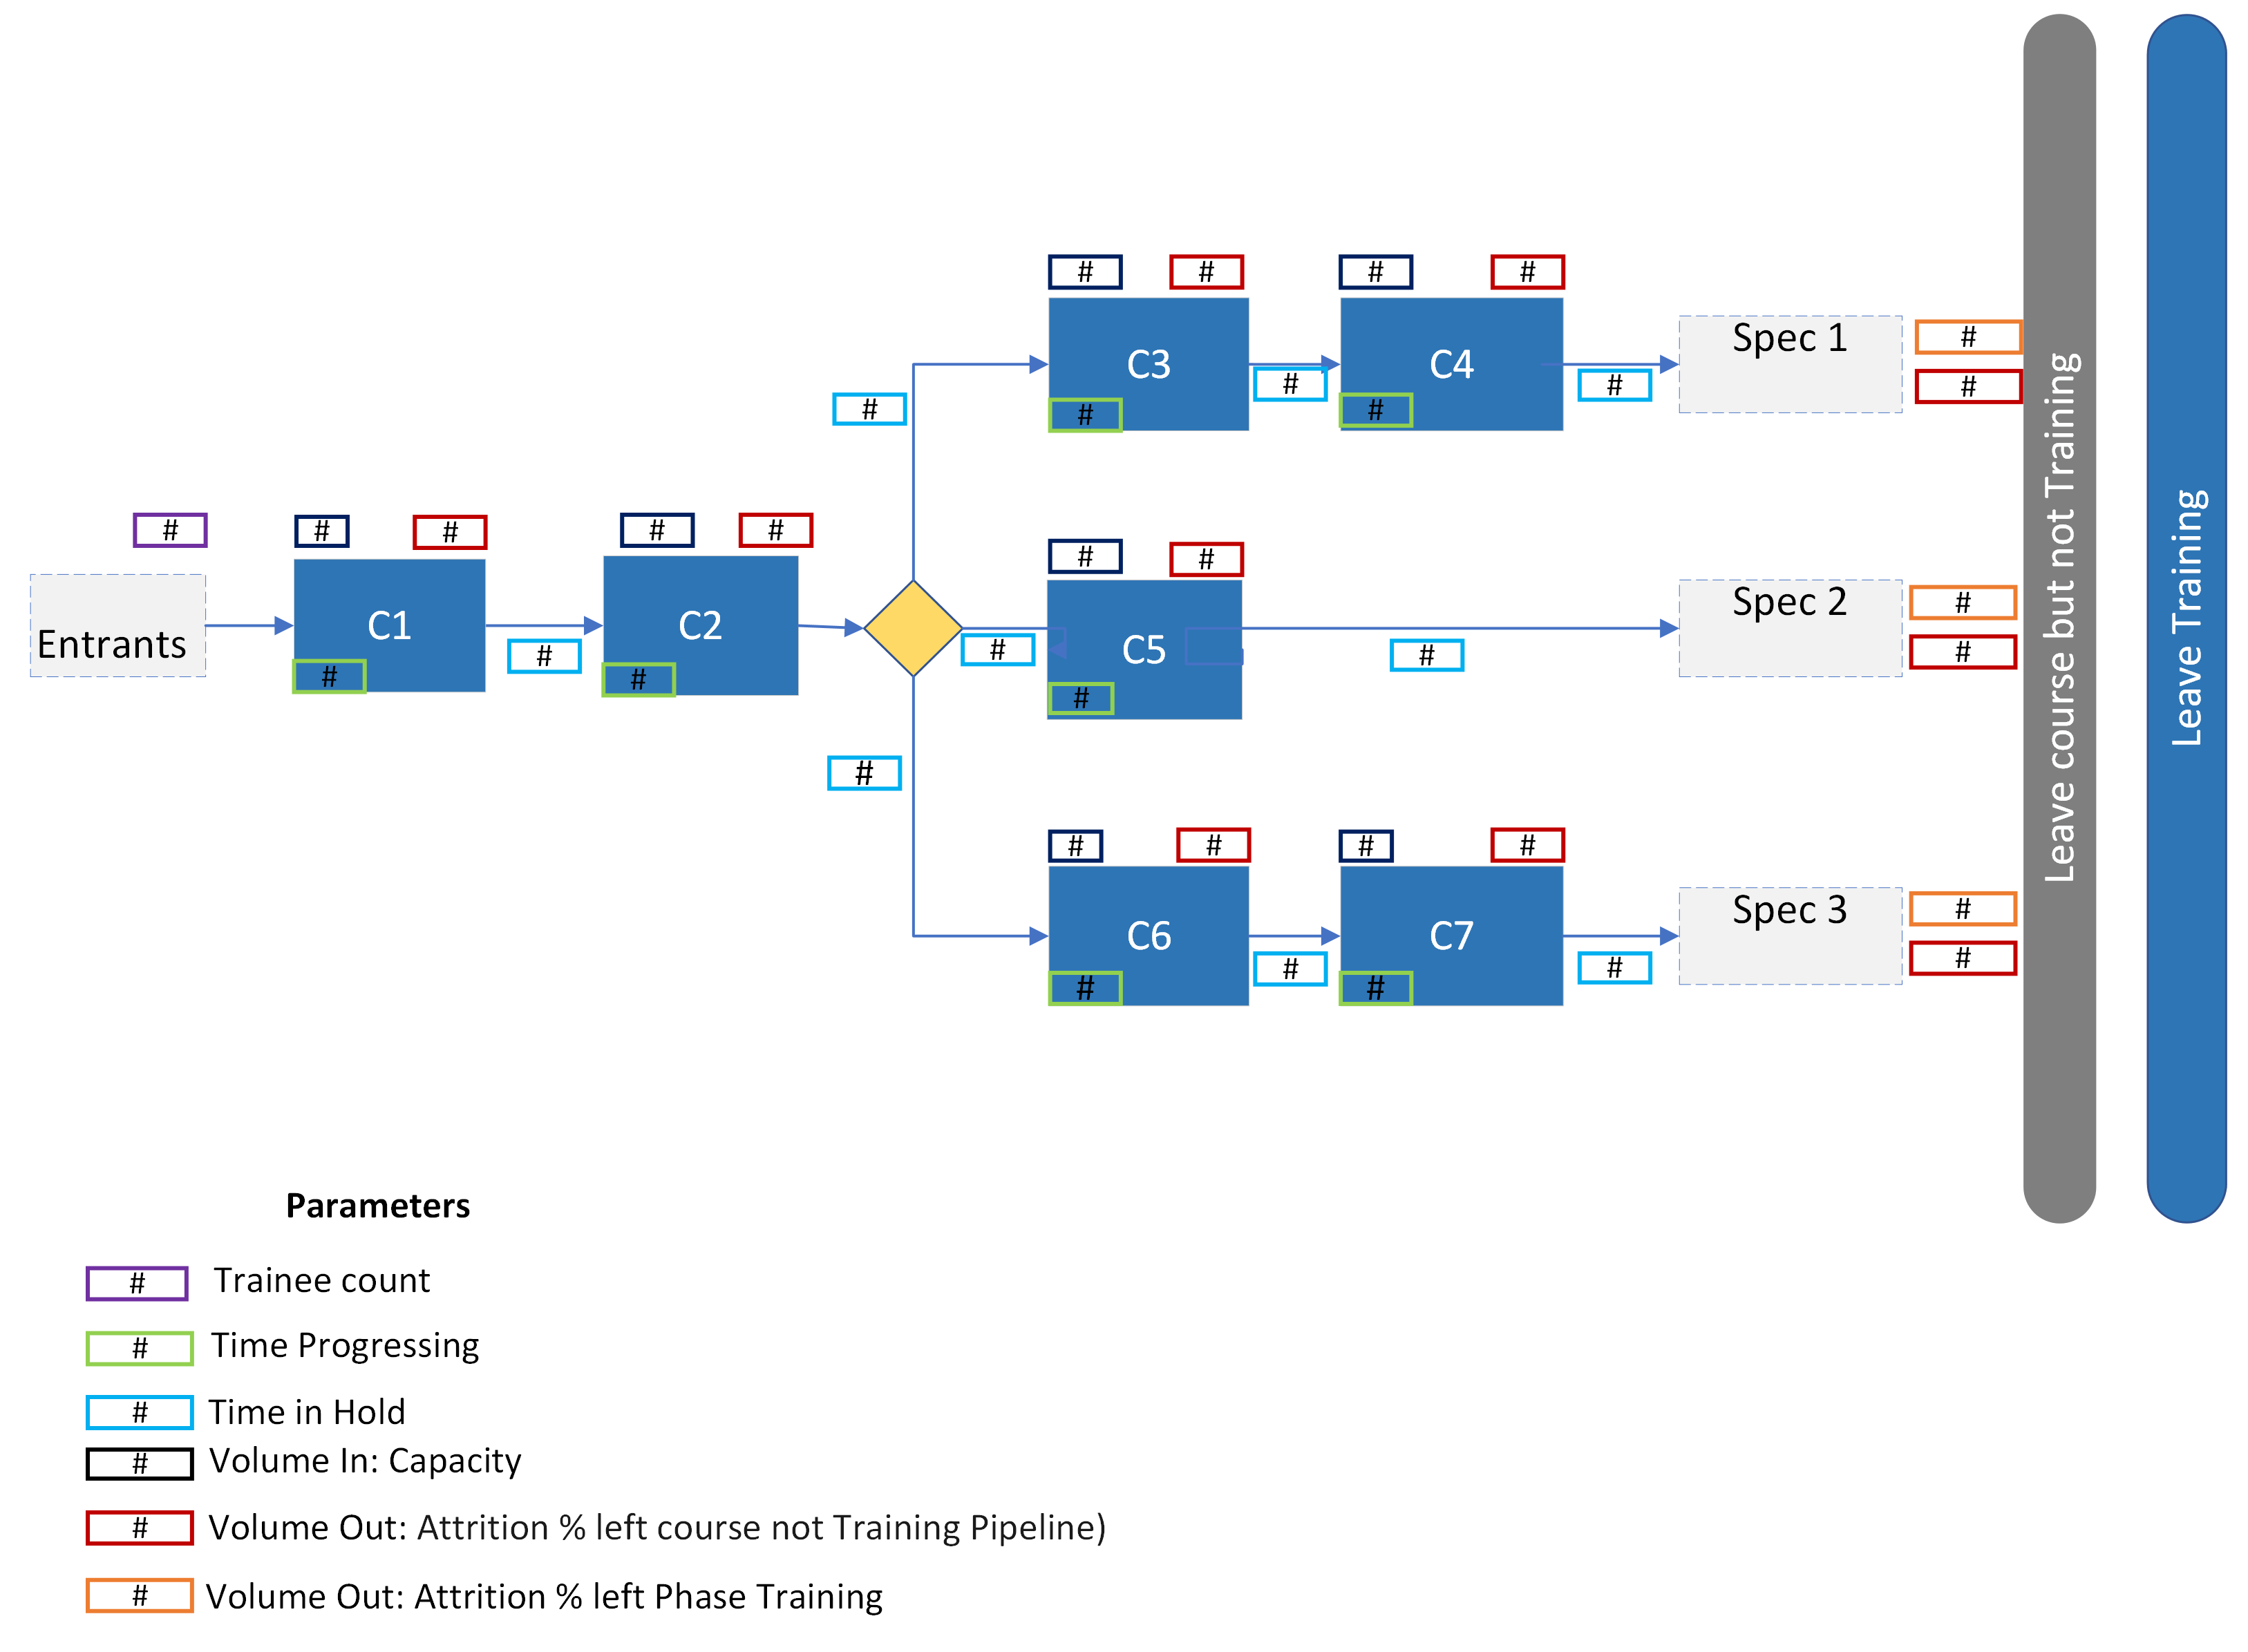 # # # #
Spec 1 #
C3 C4
# # #
# # # #
# # # # #
# #
Spec 2 #
Entrants C1 C2 C5
# # #
# # # #
#
# # # #
Spec 3 #
C6 C7
# # #
# #
Leave course but not Training
Leave Training
Parameters
# Trainee count
# Time Progressing
# Time in Hold
# Volume In: Capacity
# Volume Out: Attrition % left course not Training Pipeline)
# Volume Out: Attrition % left Phase Training